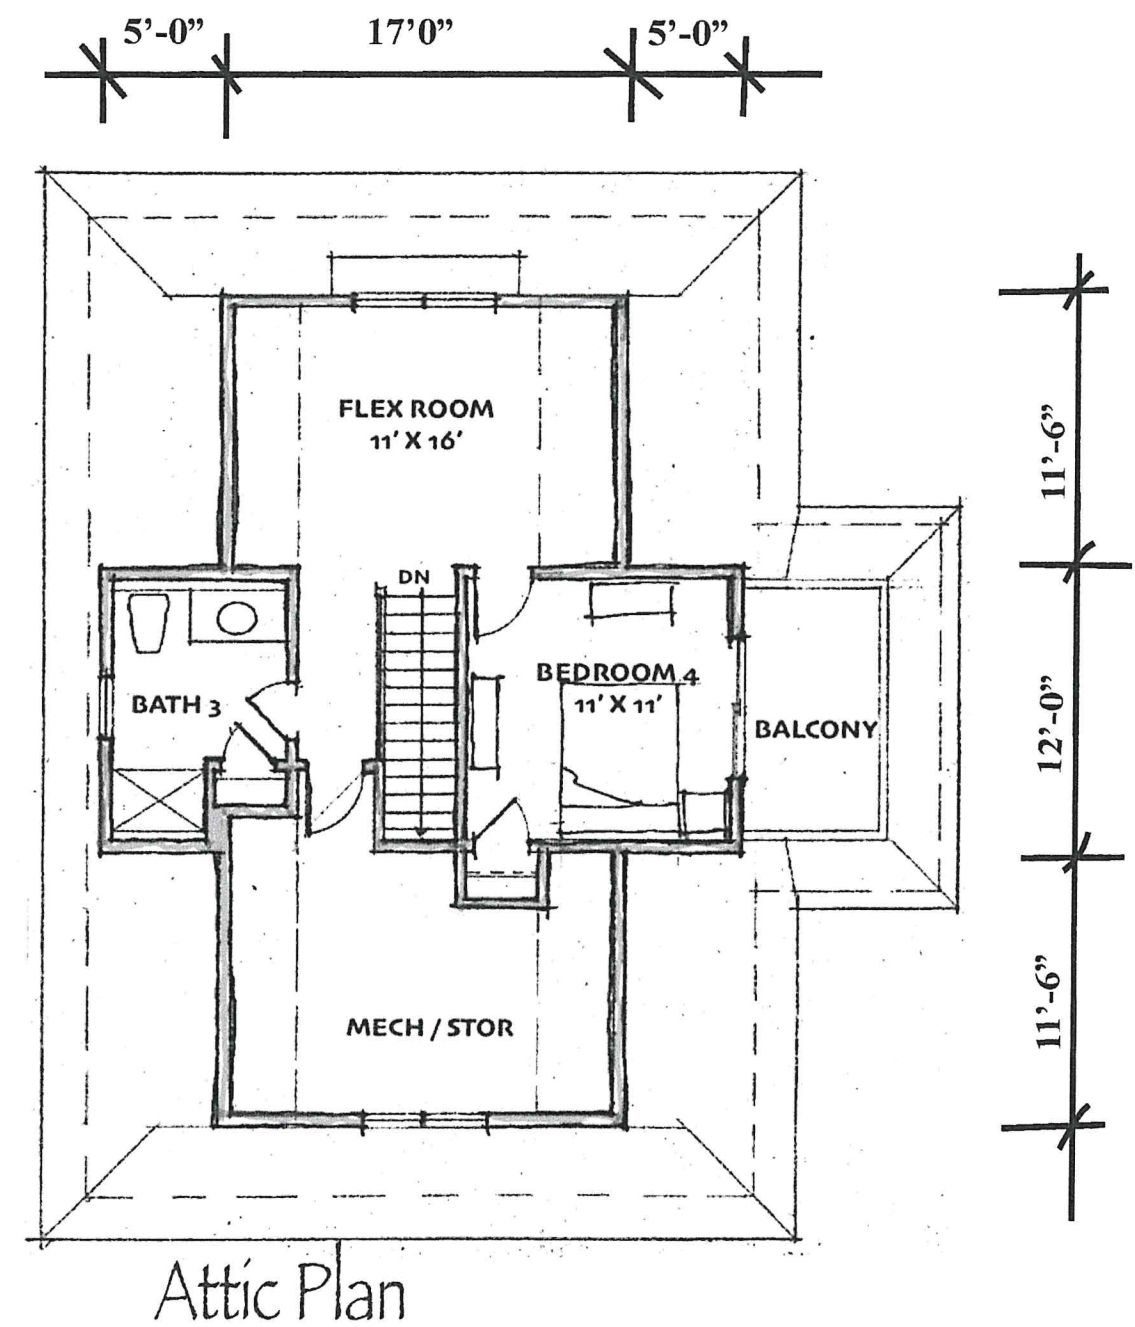 5'-0” 17'0” 5'-0”
FLEX ROOM
11' X 16'
11’-6”
DN
BEDROOM 4
11' X 11'
BATH 3
BALCONY
12’-0”
11’-6”
MECH / STOR
Attic Plan